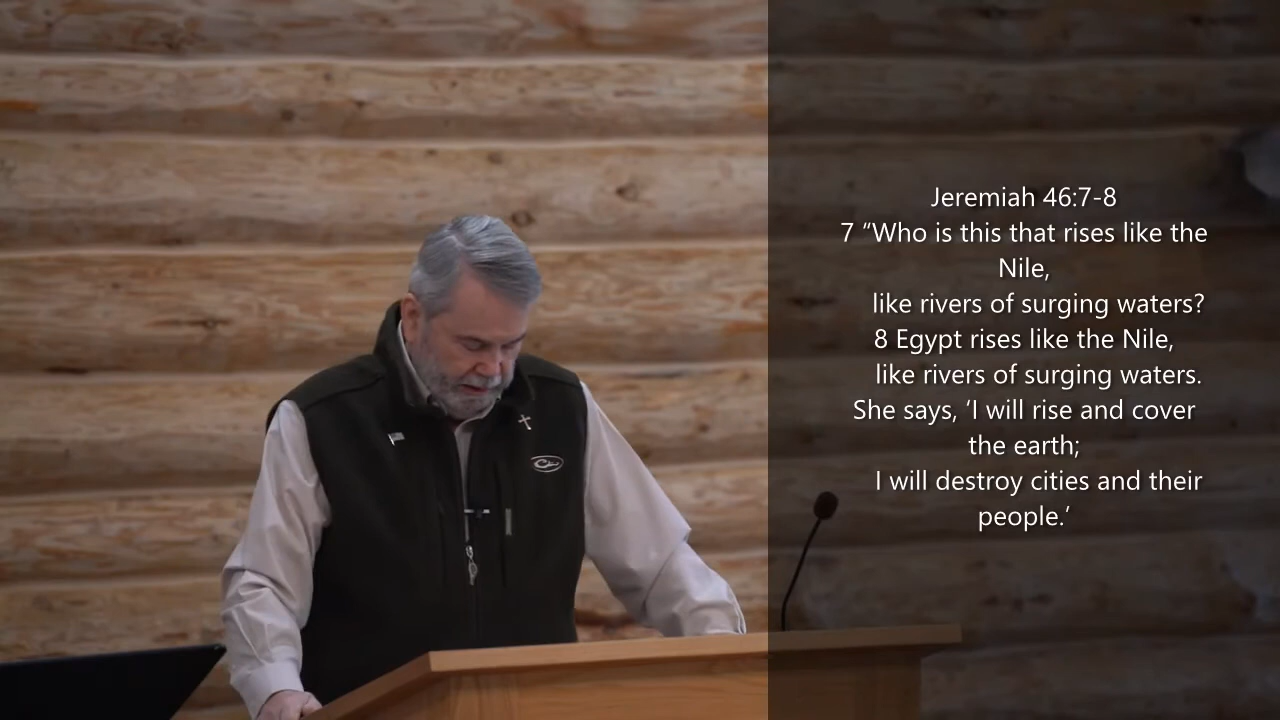 Jeremiah 46:7-8
7 “Who is this that rises like the
Nile,
like rivers of surging waters?
8 Egypt rises like the Nile,
like rivers of surging waters.
She says, ‘I will rise and cover
the earth;
I will destroy cities and their
people.’